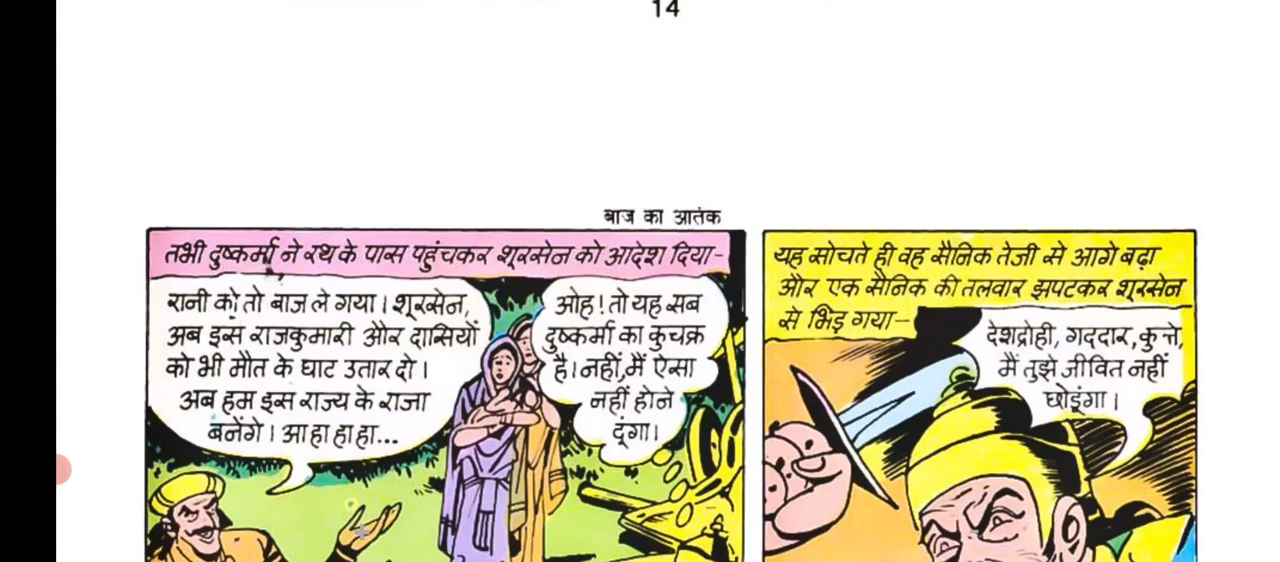 14
बाज का आतंक
तभी दुष्कर्मा ने रथ के पास पहुंचकर शूरसेन को आदेश दिया-
रानी को तो बाज ले गया। शूरसेन,
अब इस राजकुमारी और दासियों
को भी मौत के घाट उतार दो।
अब हम इस राज्य के राजा
बनेंगे। आ हा हा हा...
ओह! तो यह सब
दुष्कर्मा का कुचक्र
है। नहीं, मैं ऐसा
नहीं होने
दूंगा।
यह सोचते ही वह सैनिक तेजी से आगे बढ़ा
और एक सैनिक की तलवार झपटकर शूरसेन
से भिड़ गया-
देशद्रोही, गददार, कुत्ते,
मैं तुझे जीवित नहीं
छोडूंगा।